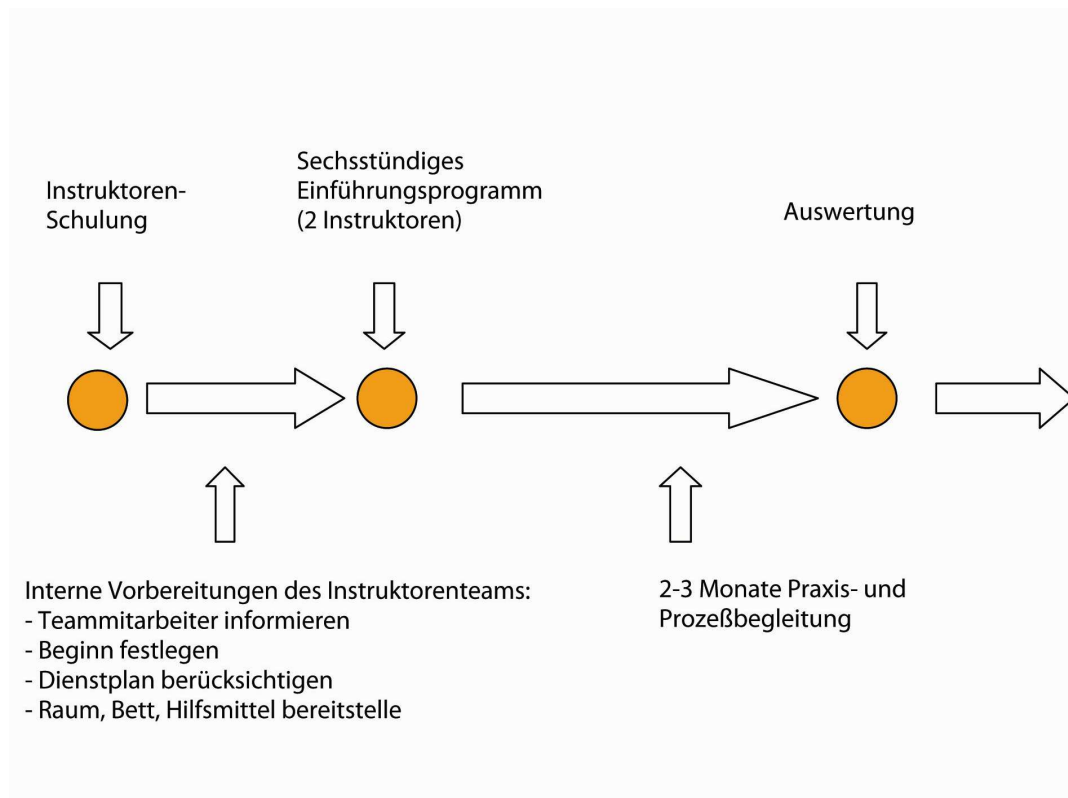 Instruktoren-
Schulung
Sechsstündiges
Einführungsprogramm
(2 Instruktoren)
Auswertung
Interne Vorbereitungen des Instruktorenteams:
- Teammitarbeiter informieren
- Beginn festlegen
- Dienstplan berücksichtigen
- Raum, Bett, Hilfsmittel bereitstelle
2-3 Monate Praxis- und
Prozeßbegleitung